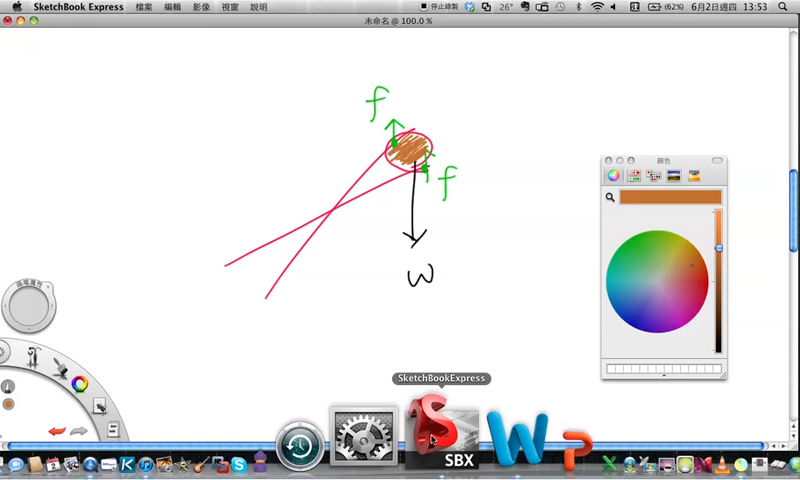 SketchBook Express 檔案 編輯 影像 視窗 說明 停止錄製 26° (62%) 6月2日週四 13:53
未命名 @ 100.0 %
f
顏色
f
W
SketchBookExpress
SBX